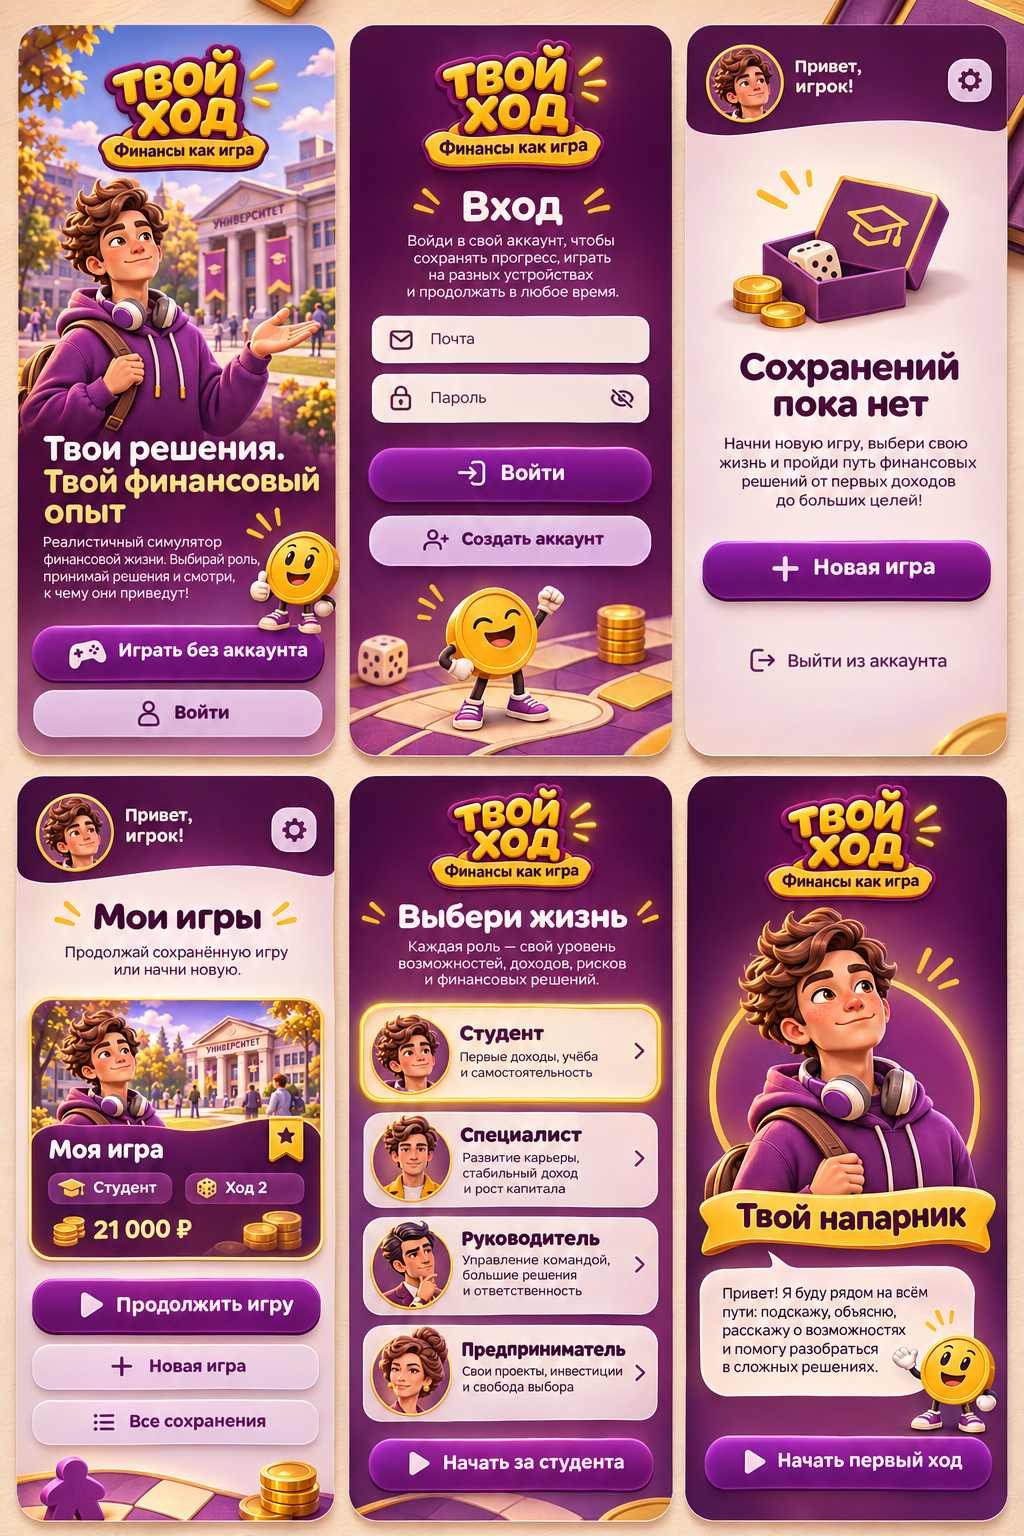 ТВОЙ
ХОД
Финансы как игра
УНИВЕРСИТЕТ
Твои решения.
Твой финансовый
опыт
Реалистичный симулятор
финансовой жизни. Выбирай роль,
принимай решения и смотри,
к чему они приведут!
Играть без аккаунта
Войти
ТВОЙ
ХОД
Финансы как игра
Вход
Войди в свой аккаунт, чтобы
сохранять прогресс, играть
на разных устройствах
и продолжать в любое время.
Почта
Пароль
Войти
Создать аккаунт
Привет,
игрок!
Сохранений
пока нет
Начни новую игру, выбери свою
жизнь и пройди путь финансовых
решений от первых доходов
до больших целей!
Новая игра
Выйти из аккаунта
Привет,
игрок!
Мои игры
Продолжай сохранённую игру
или начни новую.
УНИВЕРСИТЕТ
Моя игра
Студент
Ход 2
21 000 ₽
Продолжить игру
Новая игра
Все сохранения
ТВОЙ
ХОД
Финансы как игра
Выбери жизнь
Каждая роль — свой уровень
возможностей, доходов, рисков
и финансовых решений.
Студент
Первые доходы, учёба
и самостоятельность
Специалист
Развитие карьеры,
стабильный доход
и рост капитала
Руководитель
Управление командой,
большие решения
и ответственность
Предприниматель
Свои проекты, инвестиции
и свобода выбора
Начать за студента
ТВОЙ
ХОД
Финансы как игра
Твой напарник
Привет! Я буду рядом на всём
пути: подскажу, объясню,
расскажу о возможностях
и помогу разобраться
в сложных решениях.
Начать первый ход